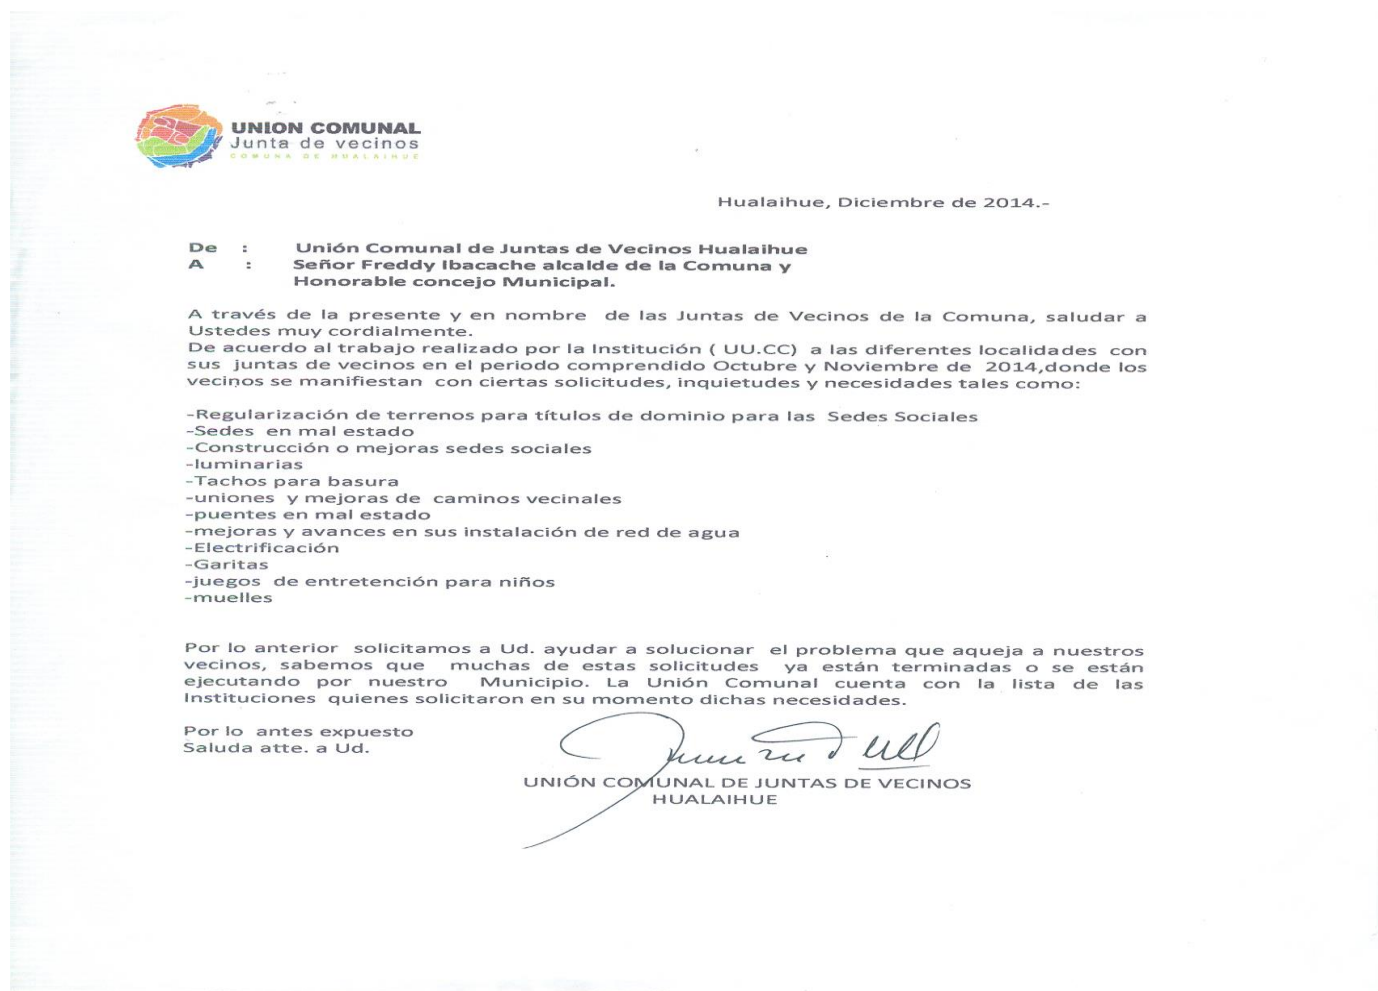 UNION COMUNAL
Junta de vecinos
COMUNA DE HUALAIHUE
Hualaihue, Diciembre de 2014.-
De : Unión Comunal de Juntas de Vecinos Hualaihue
A : Señor Freddy Ibacache alcalde de la Comuna y
Honorable concejo Municipal.
A través de la presente y en nombre de las Juntas de Vecinos de la Comuna, saludar a
Ustedes muy cordialmente.
De acuerdo al trabajo realizado por la Institución ( UU.CC) a las diferentes localidades con
sus juntas de vecinos en el periodo comprendido Octubre y Noviembre de 2014,donde los
vecinos se manifiestan con ciertas solicitudes, inquietudes y necesidades tales como:
-Regularización de terrenos para títulos de dominio para las Sedes Sociales
-Sedes en mal estado
-Construcción o mejoras sedes sociales
-luminarias
-Tachos para basura
-uniones y mejoras de caminos vecinales
-puentes en mal estado
-mejoras y avances en sus instalación de red de agua
-Electrificación
-Garitas
-juegos de entretención para niños
-muelles
Por lo anterior solicitamos a Ud. ayudar a solucionar el problema que aqueja a nuestros
vecinos, sabemos que muchas de estas solicitudes ya están terminadas o se están
ejecutando por nuestro Municipio. La Unión Comunal cuenta con la lista de las
Instituciones quienes solicitaron en su momento dichas necesidades.
Por lo antes expuesto
Saluda atte. a Ud.
UNIÓN COMUNAL DE JUNTAS DE VECINOS
HUALAIHUE